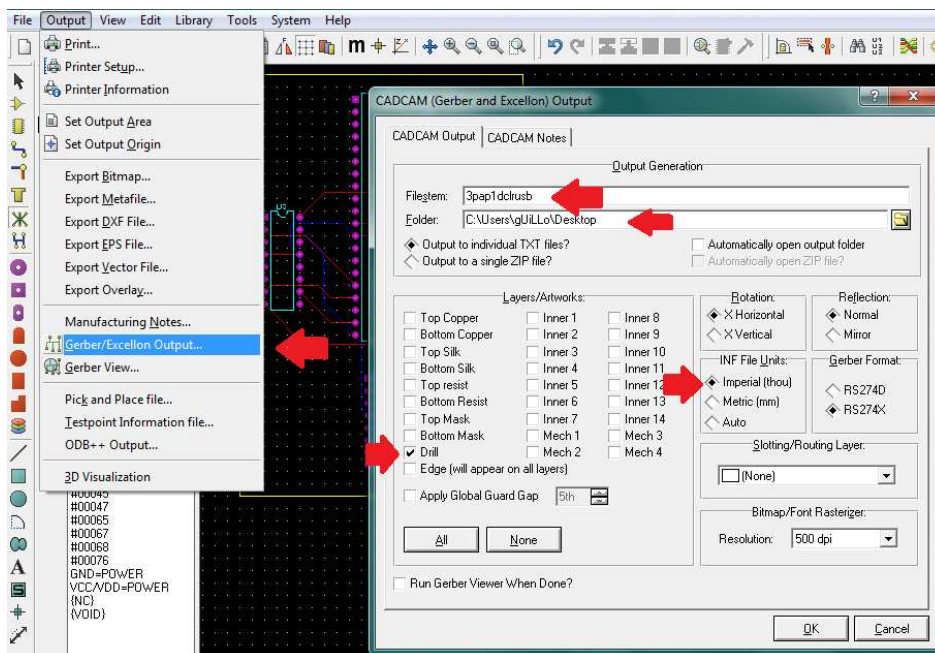 File Output View Edit Library Tools System Help
Print...
Printer Setup...
Printer Information
Set Output Area
Set Output Origin
Export Bitmap...
Export Metafile...
Export DXF File...
Export EPS File...
Export Vector File...
Export Overlay...
Manufacturing Notes...
Gerber/Excellon Output...
Gerber View...
Pick and Place file...
Testpoint Information file...
ODB++ Output...
3D Visualization
#00045
#00047
#00065
#00067
#00068
#00076
GND=POWER
VCC/VDD=POWER
{NC}
{VOID}
CADCAM (Gerber and Excellon) Output
CADCAM Output CADCAM Notes
Output Generation
Filestem: 3pap1dclrusb
Folder: C:\Users\gUiLLo\Desktop
Output to individual TXT files? Automatically open output folder
Output to a single ZIP file? Automatically open ZIP file?
Layers/Artworks:
Top Copper Inner 1 Inner 8
Bottom Copper Inner 2 Inner 9
Top Silk Inner 3 Inner 10
Bottom Silk Inner 4 Inner 11
Top resist Inner 5 Inner 12
Bottom Resist Inner 6 Inner 13
Top Mask Inner 7 Inner 14
Bottom Mask Mech 1 Mech 3
Drill Mech 2 Mech 4
Edge (will appear on all layers)
Apply Global Guard Gap 5th
All None
Run Gerber Viewer When Done?
Rotation: Reflection:
X Horizontal Normal
X Vertical Mirror
INF File Units: Gerber Format:
Imperial (thou) RS274D
Metric (mm) RS274X
Auto
Slotting/Routing Layer:
(None)
Bitmap/Font Rasterizer:
Resolution: 500 dpi
OK Cancel